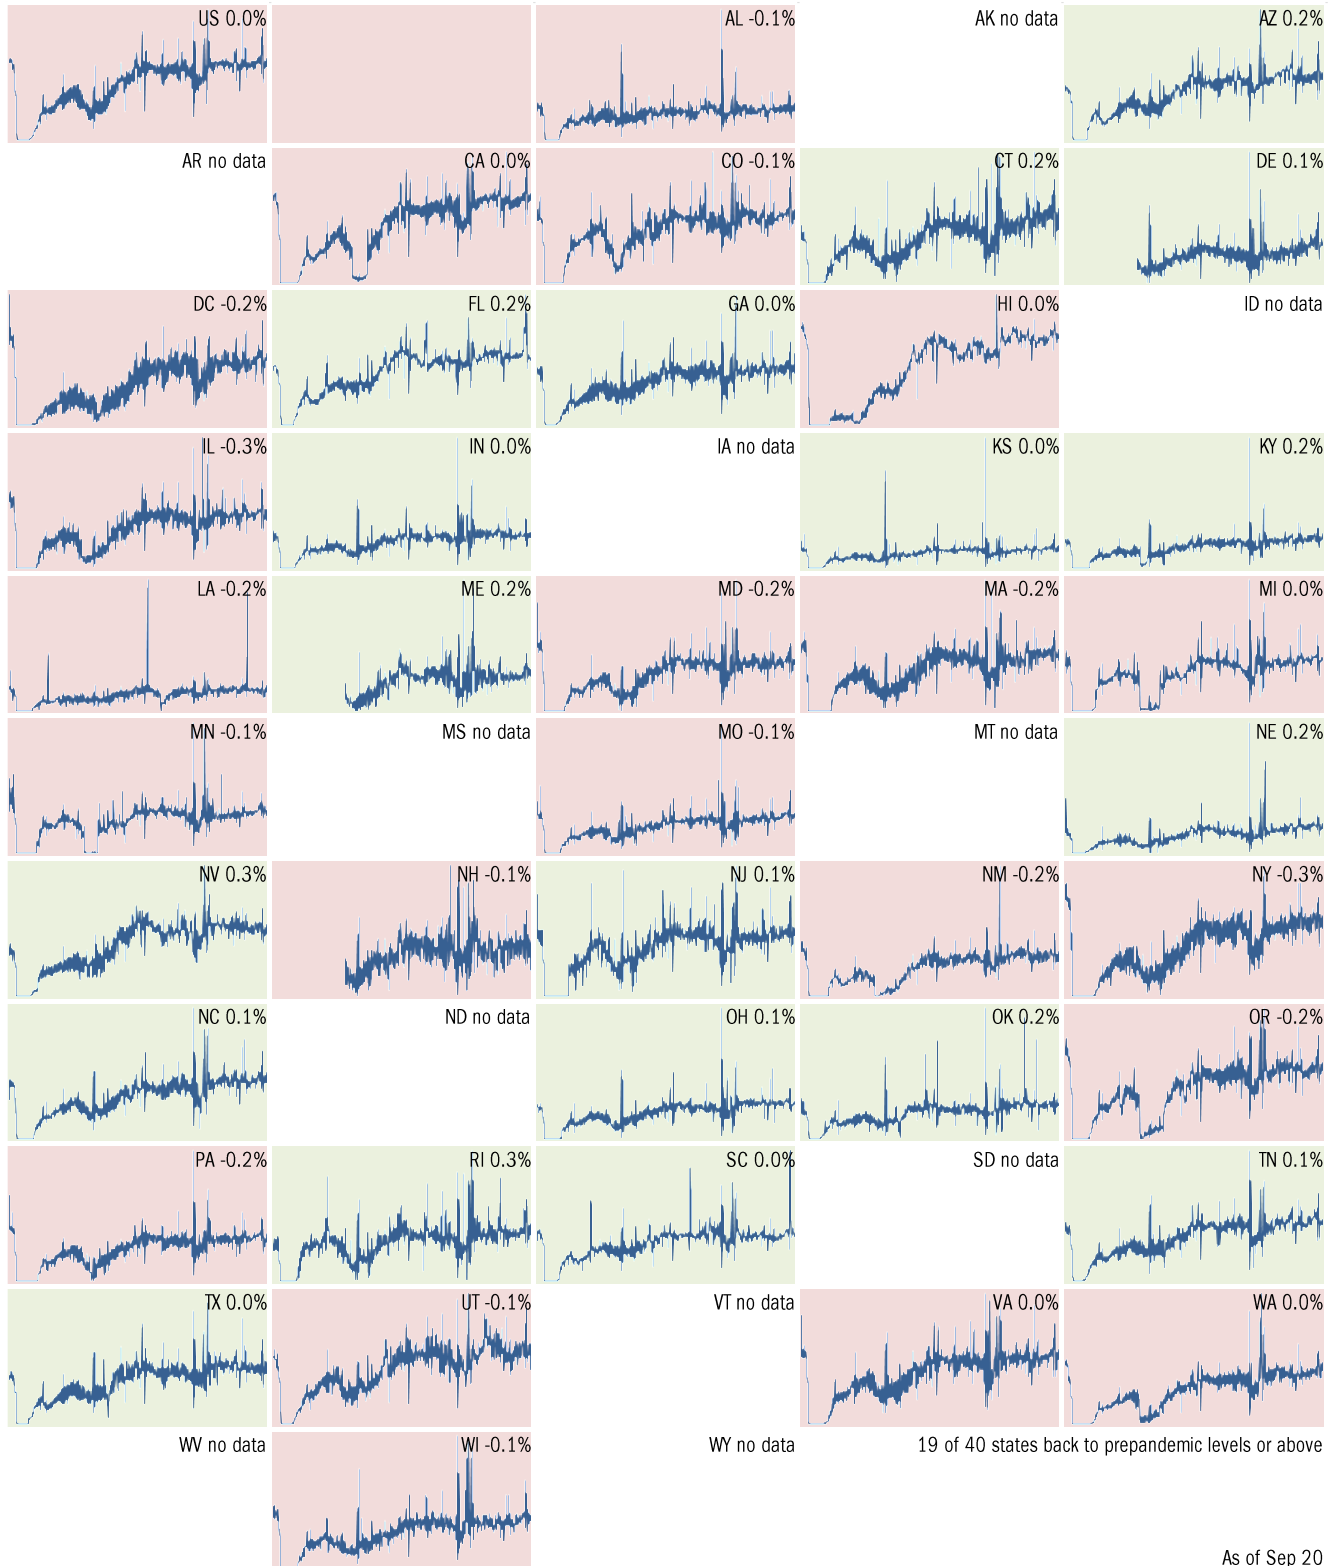 US 0.0%
AL -0.1%
AK no data
AZ 0.2%
AR no data
CA 0.0%
CO -0.1%
CT 0.2%
DE 0.1%
DC -0.2%
FL 0.2%
GA 0.0%
HI 0.0%
ID no data
IL -0.3%
IN 0.0%
IA no data
KS 0.0%
KY 0.2%
LA -0.2%
ME 0.2%
MD -0.2%
MA -0.2%
MI 0.0%
MN -0.1%
MS no data
MO -0.1%
MT no data
NE 0.2%
NV 0.3%
NH -0.1%
NJ 0.1%
NM -0.2%
NY -0.3%
NC 0.1%
ND no data
OH 0.1%
OK 0.2%
OR -0.2%
PA -0.2%
RI 0.3%
SC 0.0%
SD no data
TN 0.1%
TX 0.0%
UT -0.1%
VT no data
VA 0.0%
WA 0.0%
WV no data
WI -0.1%
WY no data
19 of 40 states back to prepandemic levels or above
As of Sep 20